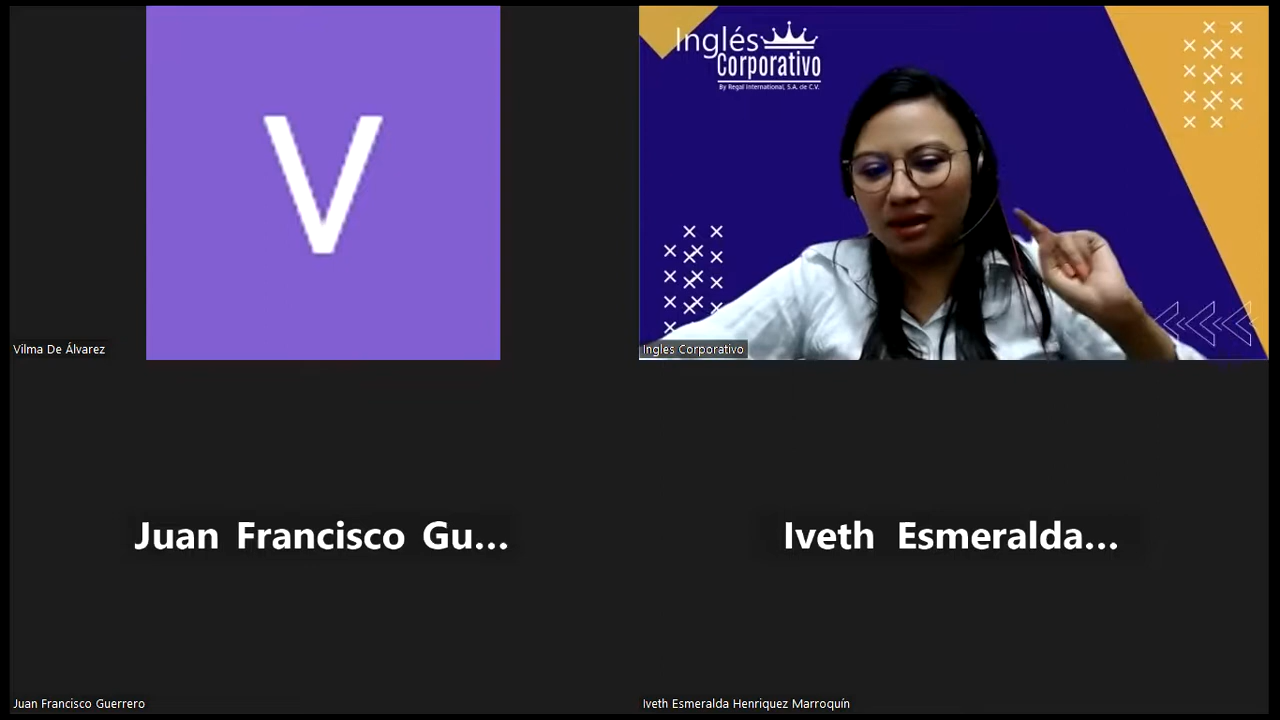 V
Vilma De Álvarez
Inglés
Corporativo
By Regal International, S.A. de C.V.
Ingles Corporativo
Juan Francisco Gu...
Juan Francisco Guerrero
Iveth Esmeralda...
Iveth Esmeralda Henriquez Marroquín